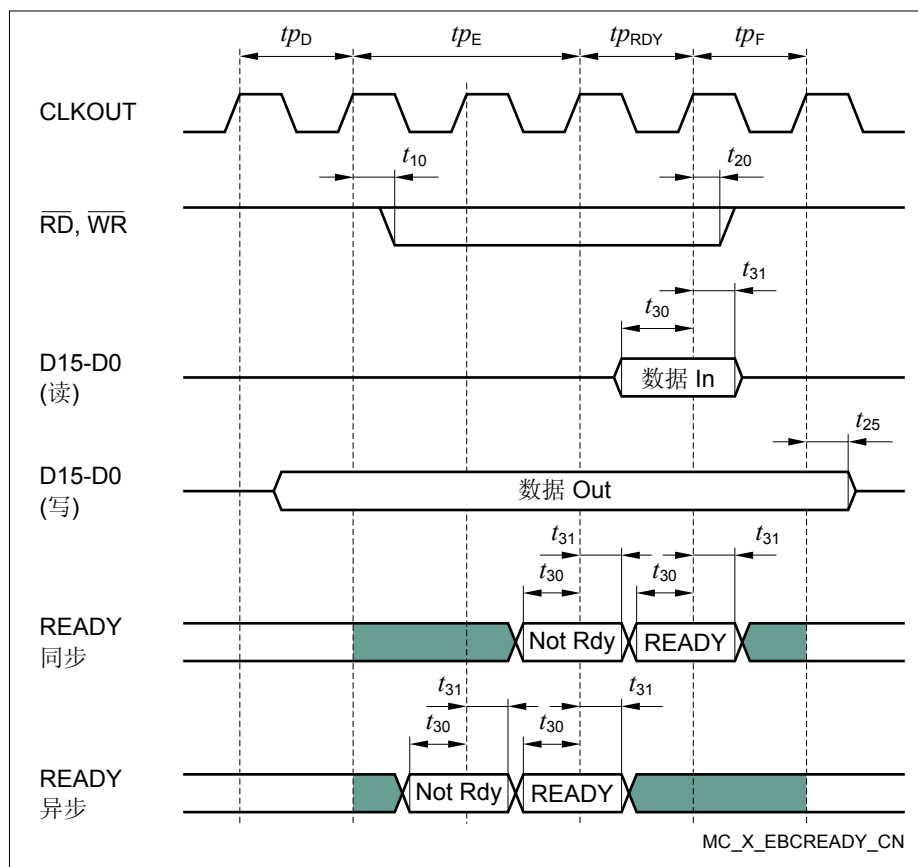 tpD tpE tpRDY tpF
CLKOUT
t10 t20
RD, WR
t31
t30
D15-D0
(读)
数据 In
t25
D15-D0
(写)
数据 Out
t31 t31
t30 t30
READY
同步
Not Rdy READY
t31 t31
t30 t30
READY
异步
Not Rdy READY
MC_X_EBCREADY_CN